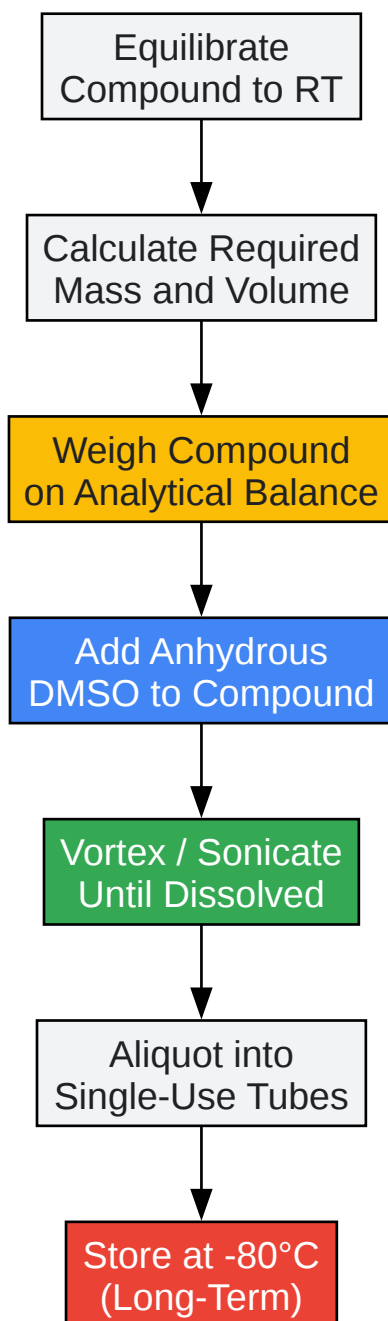 Equilibrate
Compound to RT
Calculate Required
Mass and Volume
Weigh Compound
on Analytical Balance
Add Anhydrous
DMSO to Compound
Vortex / Sonicate
Until Dissolved
Aliquot into
Single-Use Tubes
Store at -80°C
(Long-Term)